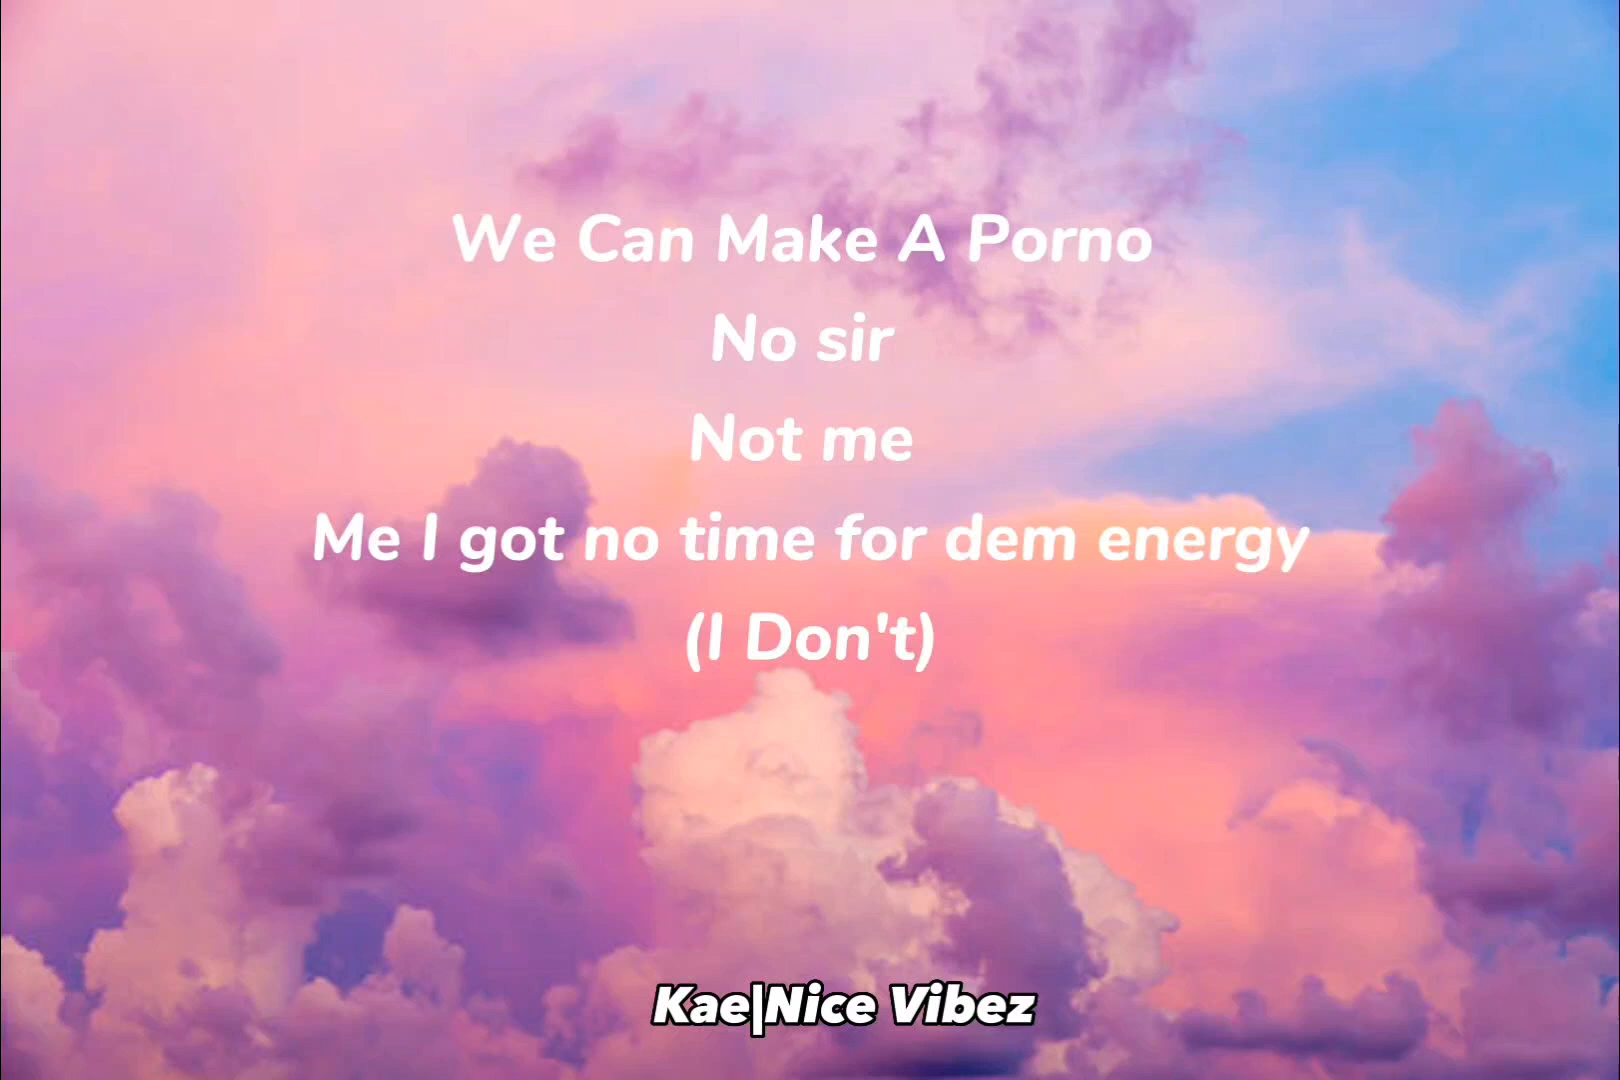 We Can Make A Porno
No sir
Not me
Me I got no time for dem energy
(I Don't)
Kae|Nice Vibez